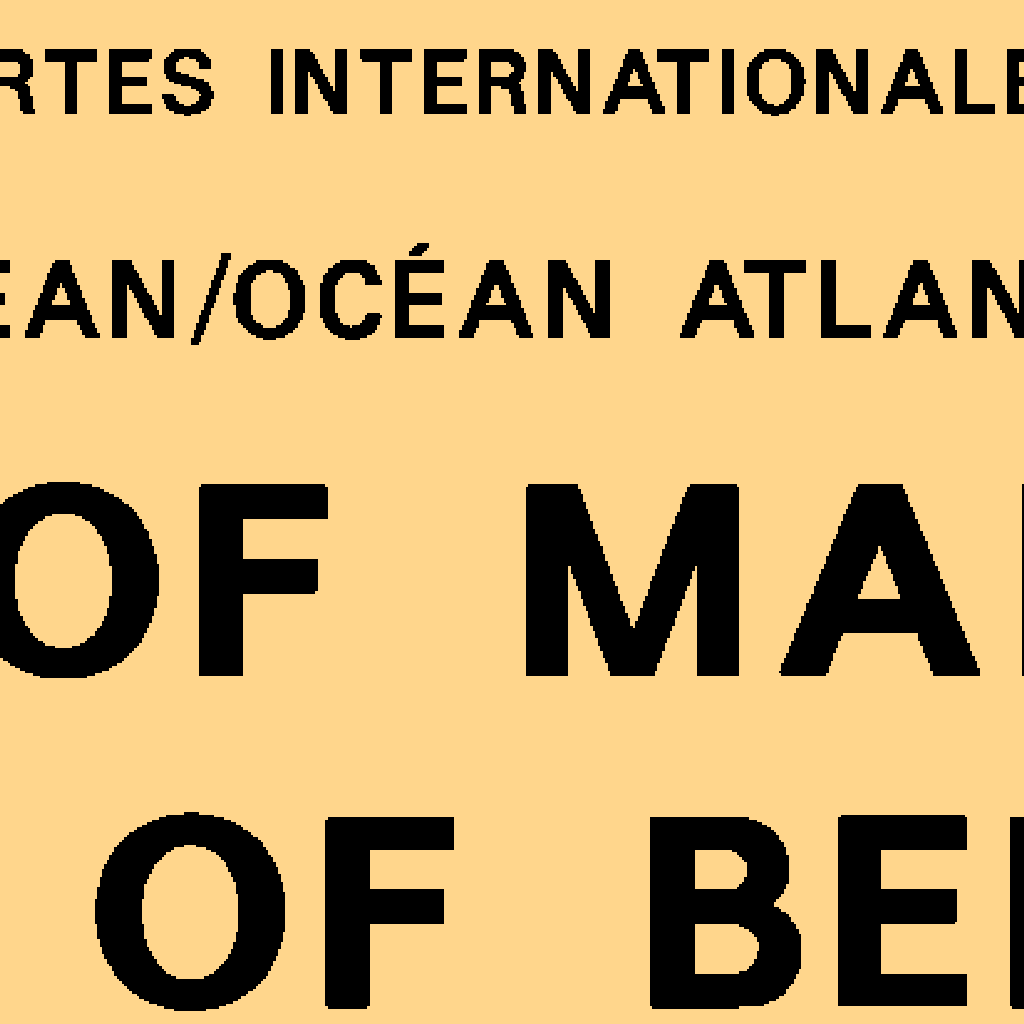 RTES INTERNATIONALE
EAN/OCÉAN ATLAN
OF MA
OF BE